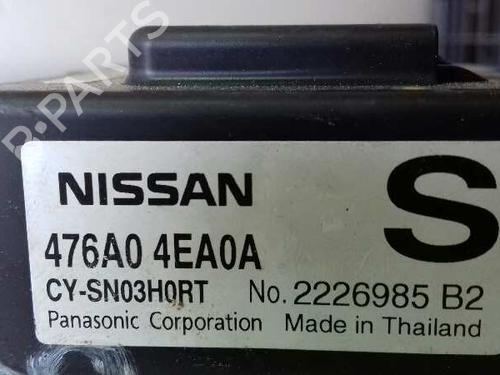 B-PARTS
NISSAN
S
476A0 4EA0A
CY-SN03H0RT No. 2226985 B2
Panasonic Corporation Made in Thailand